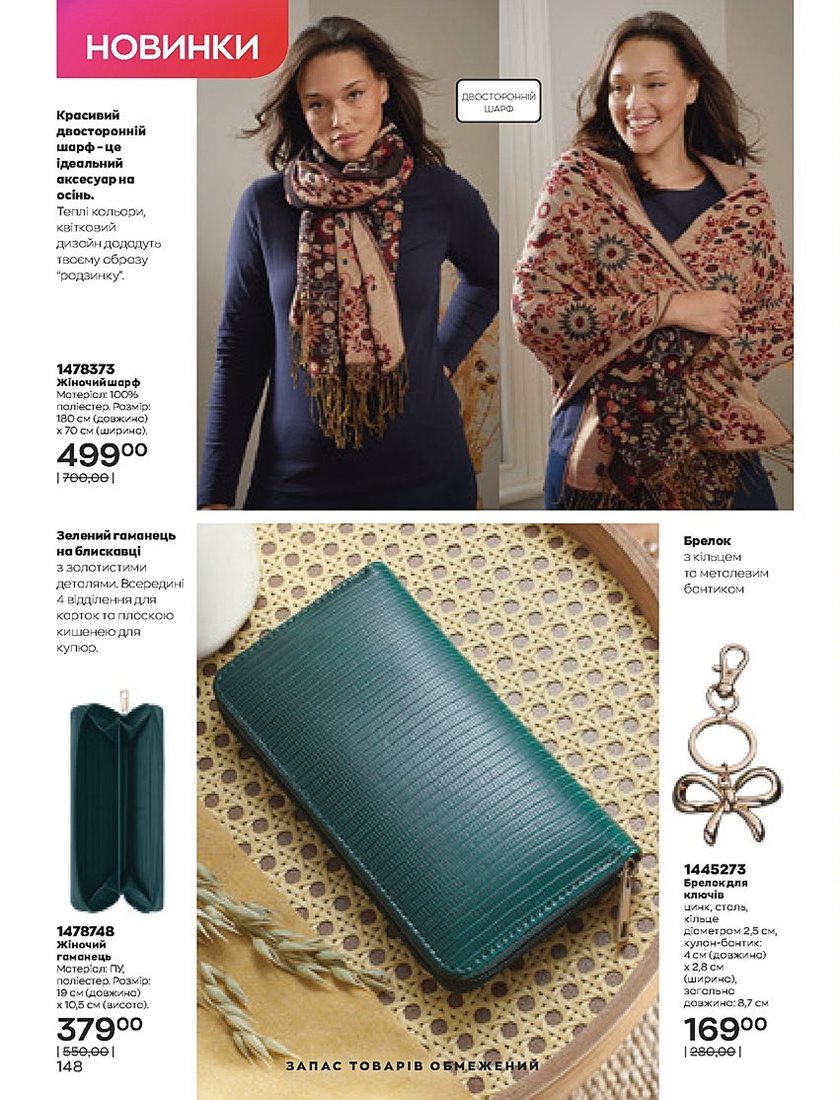 НОВИНКИ
Красивий
двосторонній
шарф – це
ідеальний
аксесуар на
осінь.
Теплі кольори,
квітковий
дизайн додадуть
твоєму образу
"родзинку".
ДВОСТОРОННІЙ
ШАРФ
1478373
Жіночий шарф
Матеріал: 100%
поліестер. Розмір:
180 см (довжина)
х 70 см (ширина).
499⁰⁰
| 700,00 |
Зелений гаманець
на блискавці
з золотистими
деталями. Всередині
4 відділення для
карток та плоскою
кишенею для
купюр.
1478748
Жіночий
гаманець
Матеріал: ПУ,
поліестер. Розмір:
19 см (довжина)
х 10,5 см (висота).
379⁰⁰
| 550,00 |
148
Брелок
з кільцем
та металевим
бантиком
1445273
Брелок для
ключів
цинк, сталь,
кільце
діаметром 2,5 см,
кулон-бантик:
4 см (довжина)
х 2,8 см
(ширина),
загальна
довжина: 8,7 см
169⁰⁰
| 280,00 |
ЗАПАС ТОВАРІВ ОБМЕЖЕНИЙ